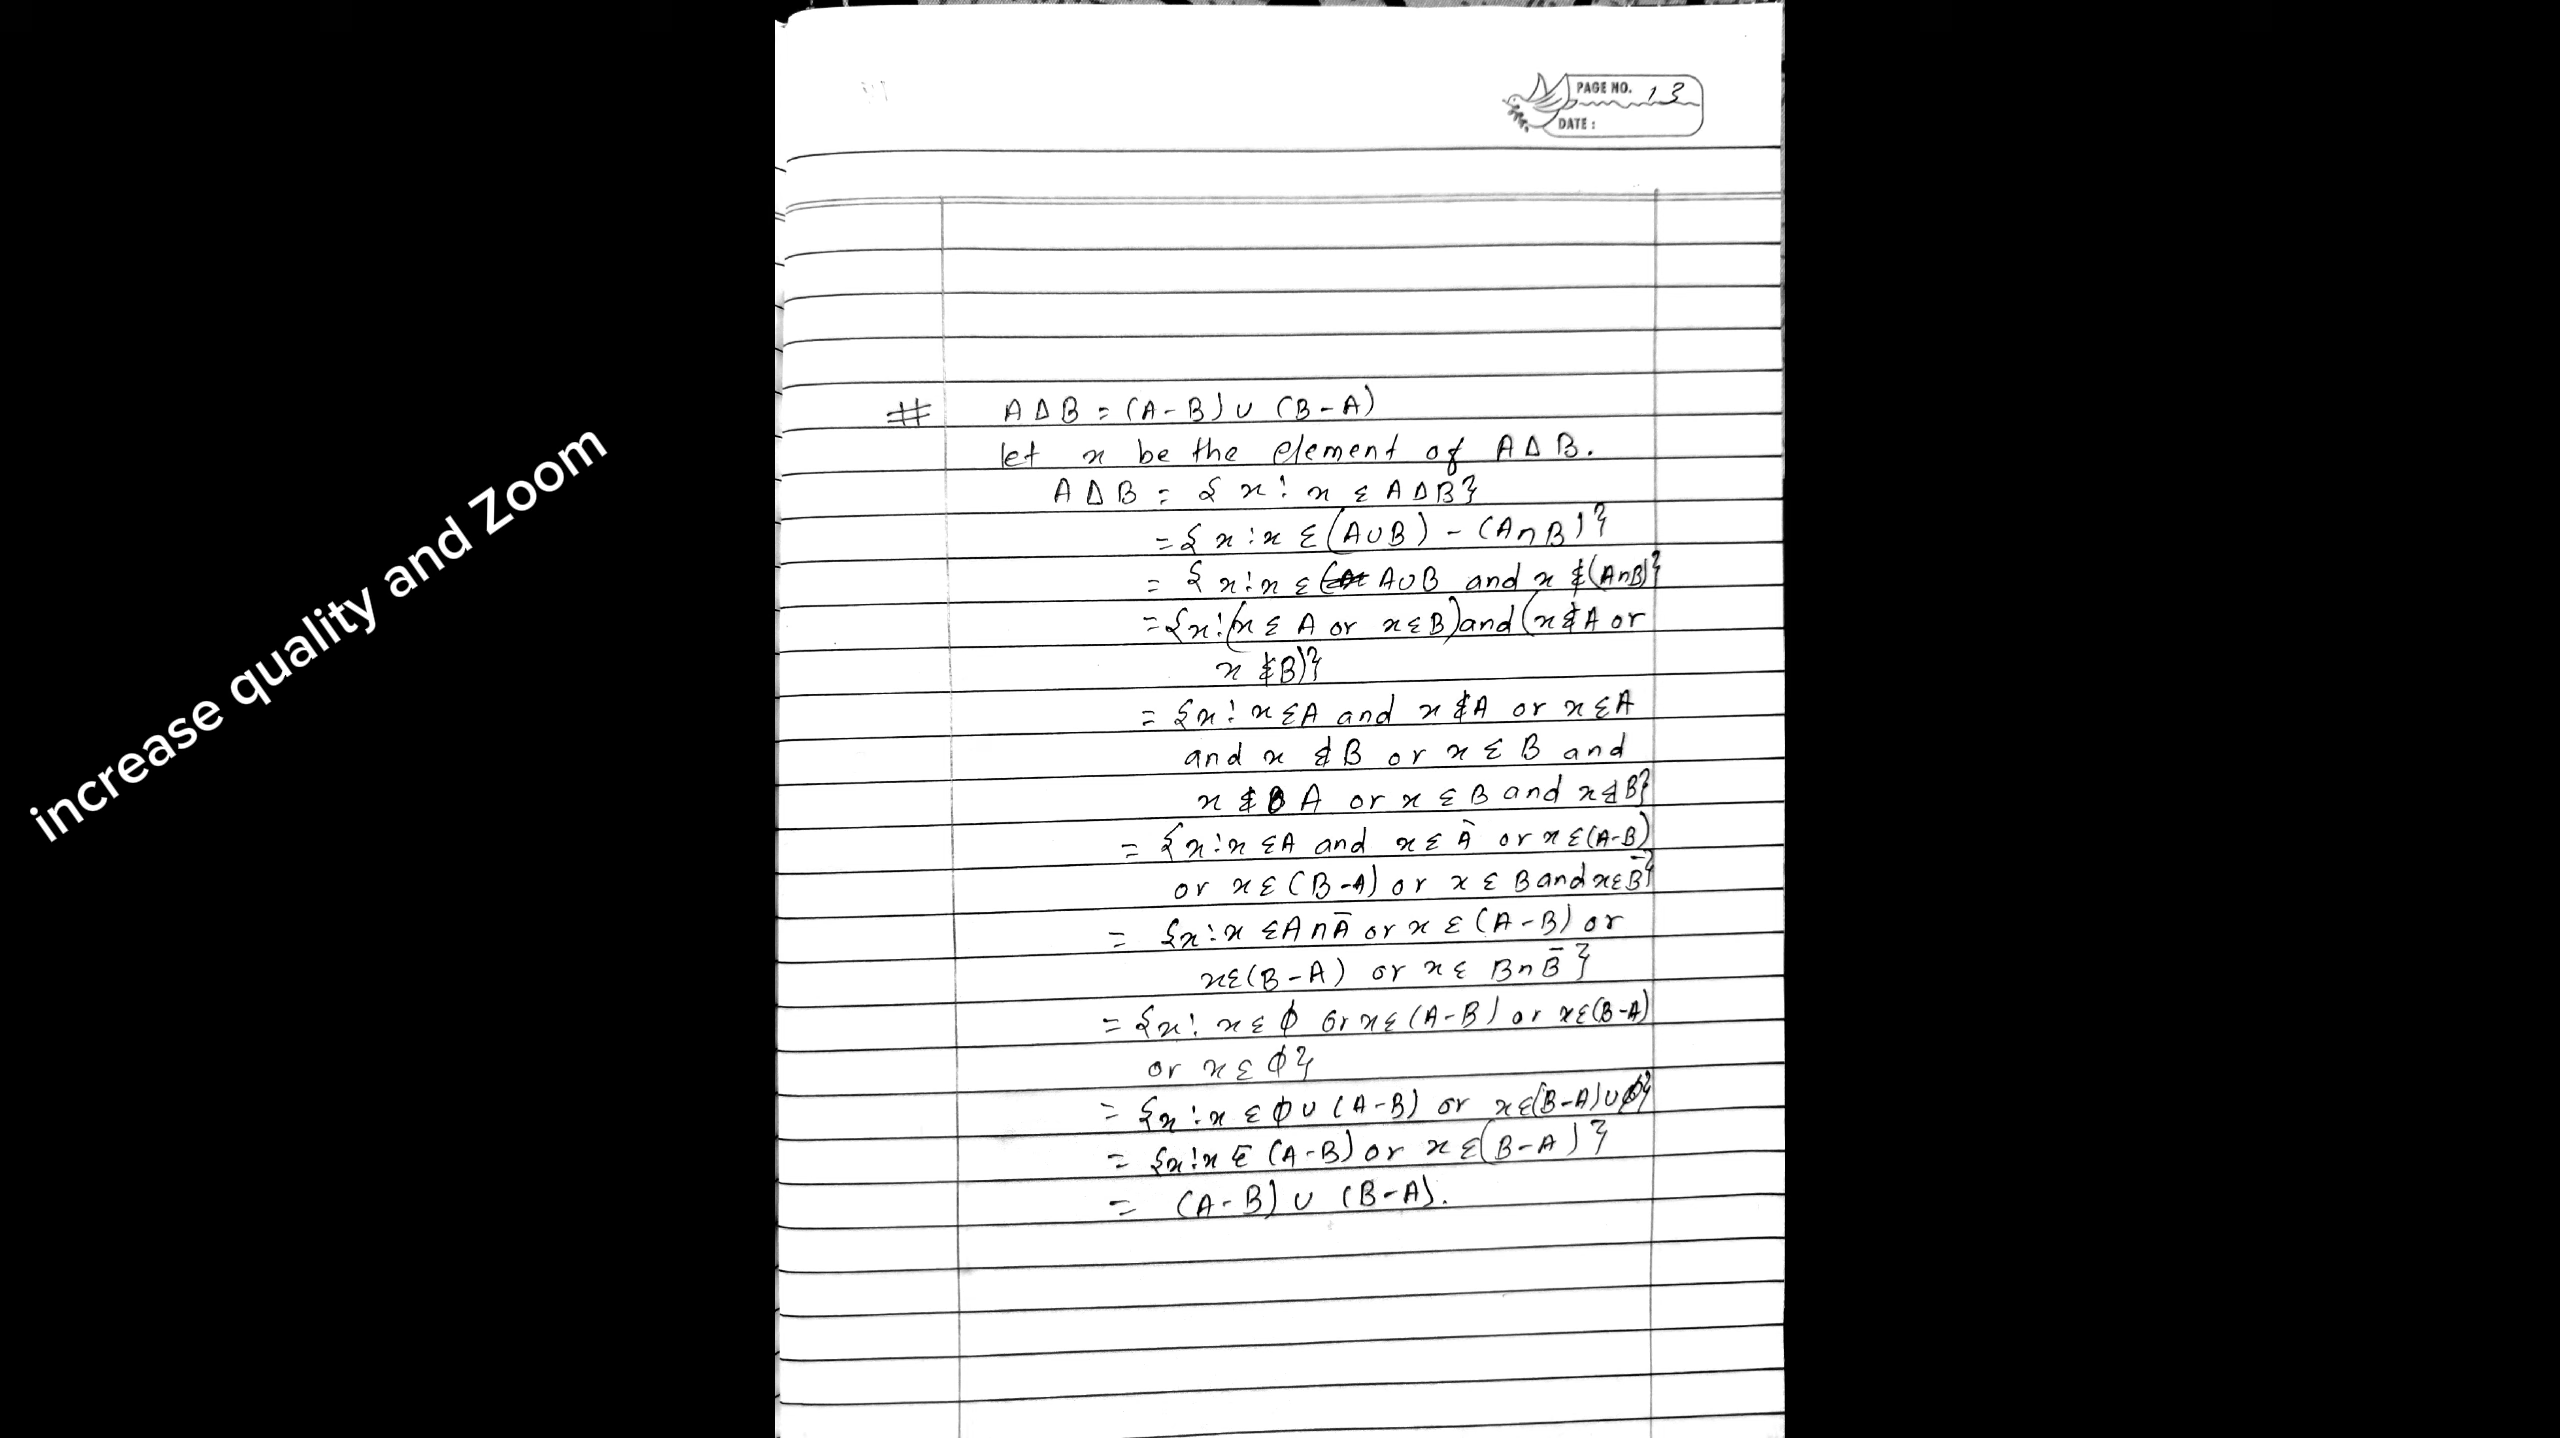 PAGE NO. 13
DATE :
# A Δ B = (A - B) ∪ (B - A)
let x be the element of A Δ B.
A Δ B = { x : x ∈ A Δ B}
= { x : x ∈ (A∪B) - (A∩B)}
= { x : x ∈ A∪B and x ∉ (A∩B)}
= {x : (x ∈ A or x ∈ B) and (x ∉ A or
x ∉ B)}
= {x : x ∈ A and x ∉ A or x ∈ A
and x ∉ B or x ∈ B and
x ∉ A or x ∈ B and x ∉ B}
= {x : x ∈ A and x ∈ Ā or x ∈ (A-B)
or x ∈ (B-A) or x ∈ B and x ∈ B̄}
= {x : x ∈ A ∩ Ā or x ∈ (A - B) or
x ∈ (B - A) or x ∈ B ∩ B̄ }
= {x : x ∈ ϕ or x ∈ (A-B) or x ∈ (B-A)
or x ∈ ϕ}
= {x : x ∈ ϕ ∪ (A-B) or x ∈ (B-A) ∪ ϕ}
= {x : x ∈ (A-B) or x ∈ (B-A)}
= (A-B) ∪ (B-A).
increase quality and Zoom